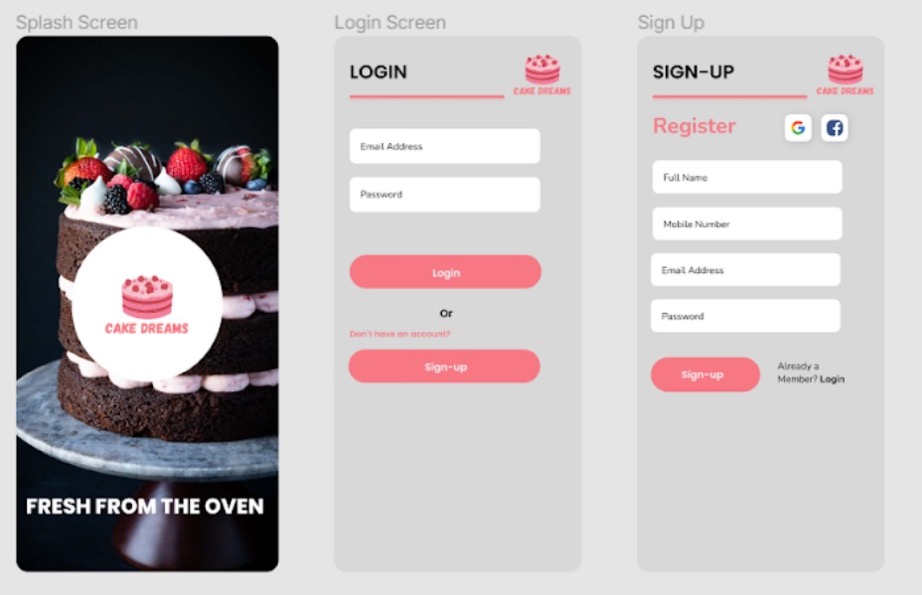 Splash Screen
CAKE DREAMS
FRESH FROM THE OVEN
Login Screen
LOGIN
CAKE DREAMS
Email Address
Password
Login
Or
Don't have an account?
Sign-up
Sign Up
SIGN-UP
CAKE DREAMS
Register
G
f
Full Name
Mobile Number
Email Address
Password
Sign-up
Already a
Member? Login